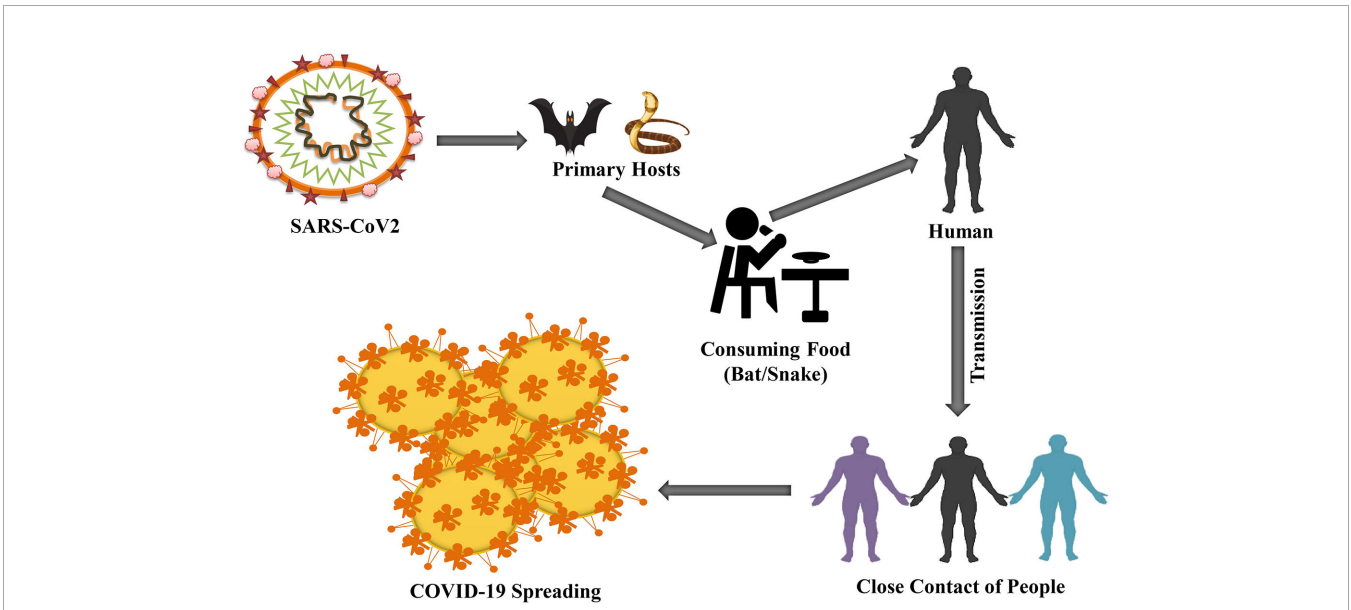 SARS-CoV2
Primary Hosts
Consuming Food
(Bat/Snake)
Human
Transmission
Close Contact of People
COVID-19 Spreading